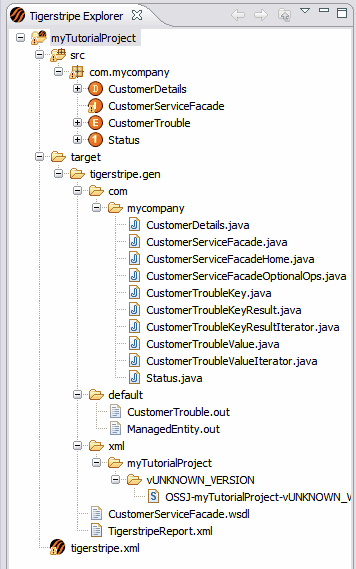 Tigerstripe Explorer
myTutorialProject
src
com.mycompany
D CustomerDetails
CustomerServiceFacade
E CustomerTrouble
1 Status
target
tigerstripe.gen
com
mycompany
J CustomerDetails.java
J CustomerServiceFacade.java
J CustomerServiceFacadeHome.java
J CustomerServiceFacadeOptionalOps.java
J CustomerTroubleKey.java
J CustomerTroubleKeyResult.java
J CustomerTroubleKeyResultIterator.java
J CustomerTroubleValue.java
J CustomerTroubleValueIterator.java
J Status.java
default
CustomerTrouble.out
ManagedEntity.out
xml
myTutorialProject
vUNKNOWN_VERSION
S OSSJ-myTutorialProject-vUNKNOWN_V
CustomerServiceFacade.wsdl
TigerstripeReport.xml
tigerstripe.xml